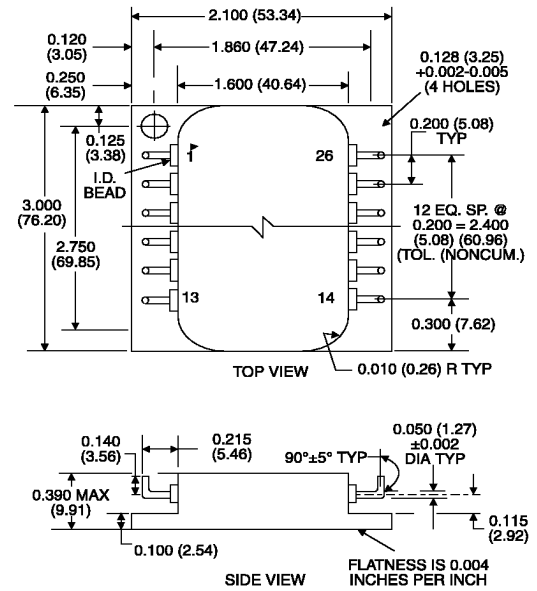 2.100 (53.34)
0.120
(3.05)
1.860 (47.24)
0.128 (3.25)
+0.002-0.005
(4 HOLES)
0.250
(6.35)
1.600 (40.64)
0.200 (5.08)
TYP
0.125
(3.38)
1
26
I.D.
BEAD
3.000
(76.20)
12 EQ. SP. @
0.200 = 2.400
(5.08) (60.96)
(TOL. (NONCUM.)
2.750
(69.85)
13
14
0.300 (7.62)
TOP VIEW
0.010 (0.26) R TYP
0.140
(3.56)
0.215
(5.46)
90°±5° TYP
0.050 (1.27)
±0.002
DIA TYP
0.390 MAX
(9.91)
0.115
(2.92)
0.100 (2.54)
FLATNESS IS 0.004
INCHES PER INCH
SIDE VIEW